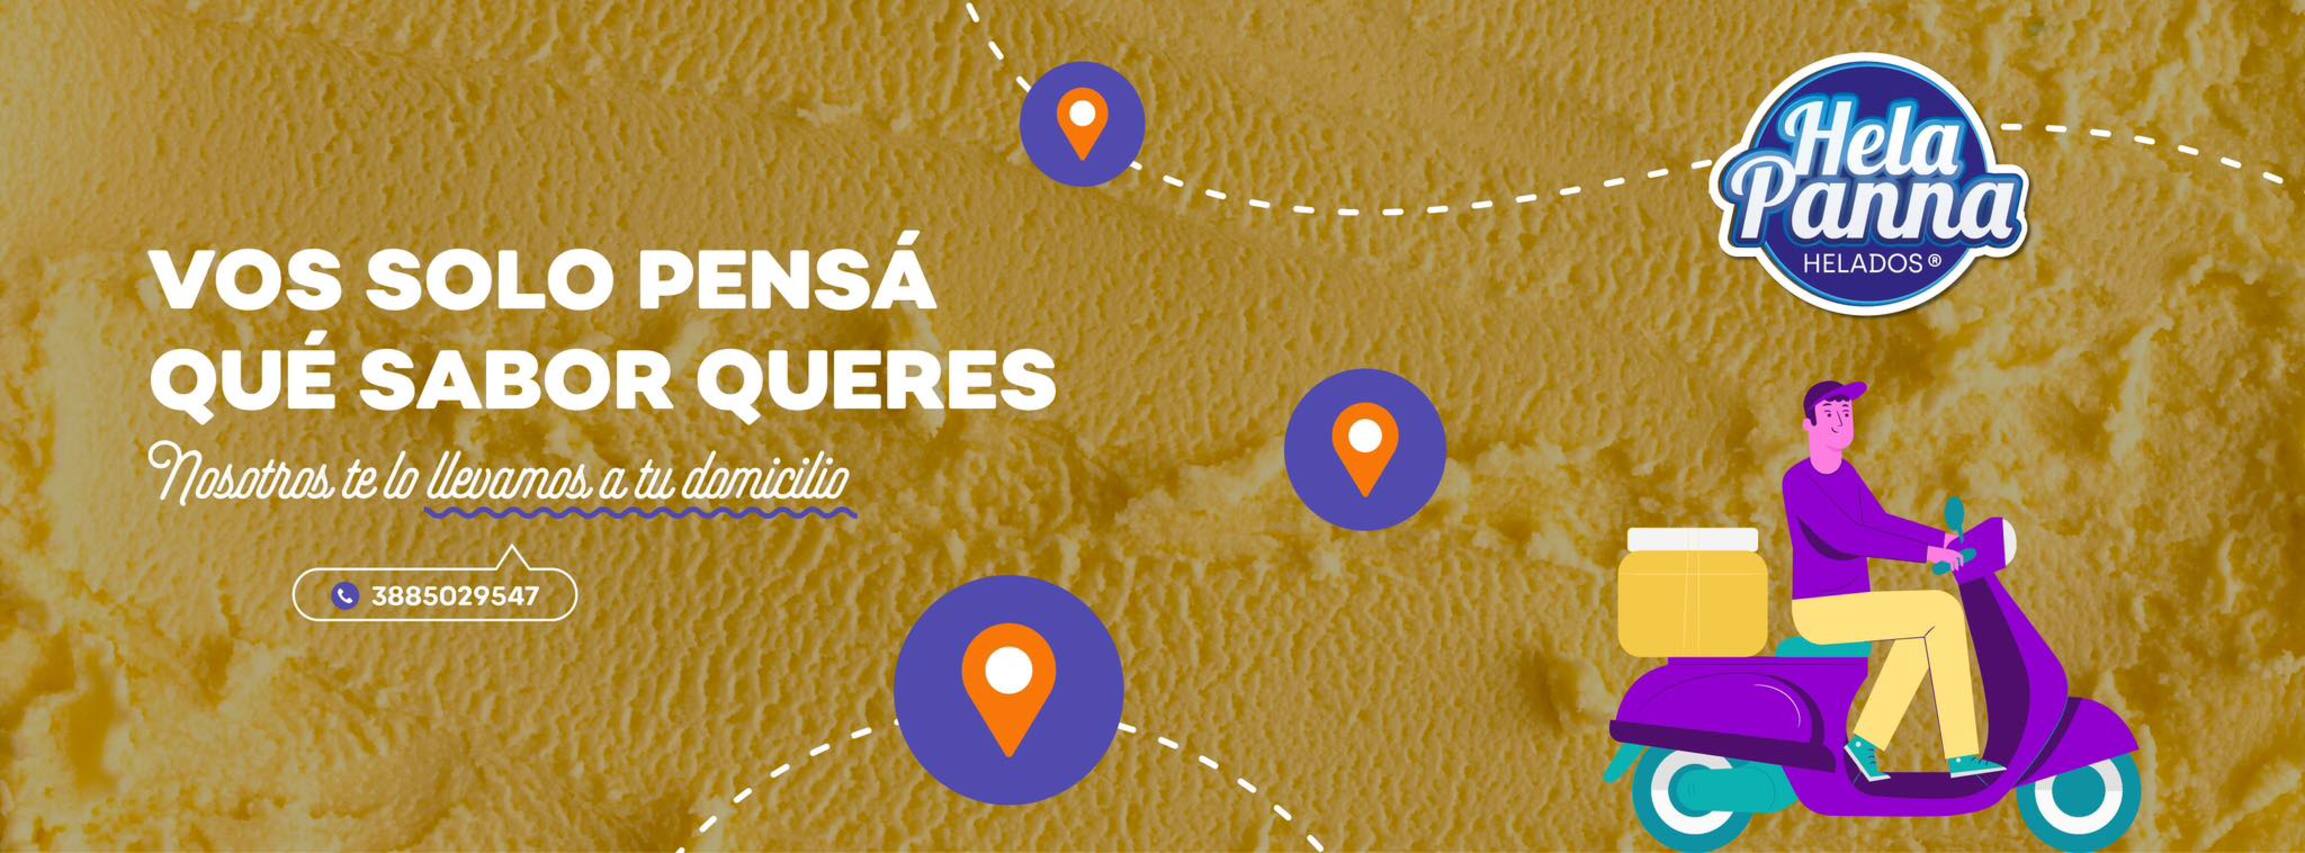 VOS SOLO PENSÁ
QUÉ SABOR QUERES
Nosotros te lo llevamos a tu domicilio
3885029547
Hela
Panna
HELADOS®